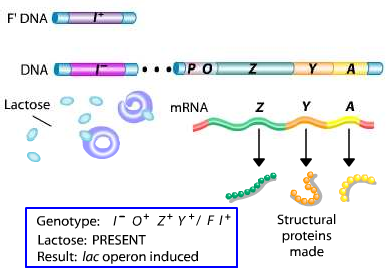 F' DNA I⁺
DNA I⁻ P O Z Y A
Lactose
mRNA Z Y A
Structural
proteins
made
Genotype: I⁻ O⁺ Z⁺ Y⁺/ F I⁺
Lactose: PRESENT
Result: lac operon induced